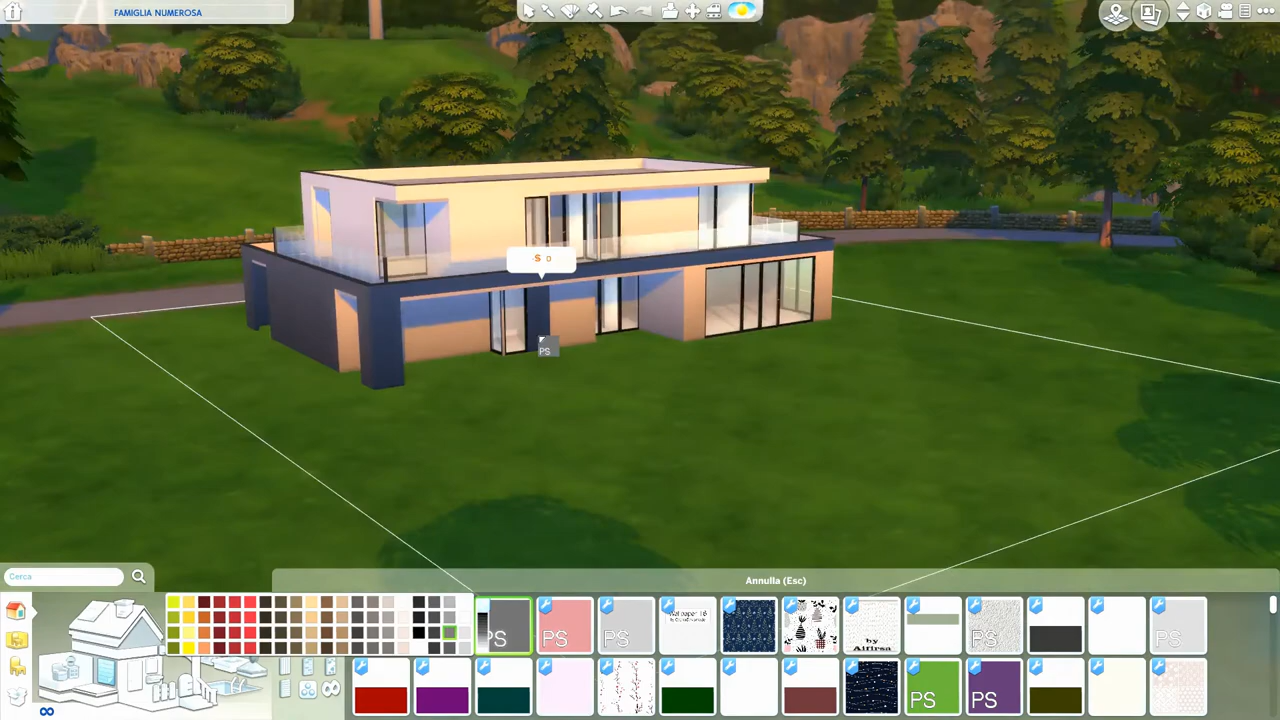 FAMIGLIA NUMEROSA
-§ 0
PS
Annulla (Esc)
Cerca
PS
PS
PS
by
Alfirsa
PS
PS
PS
PS